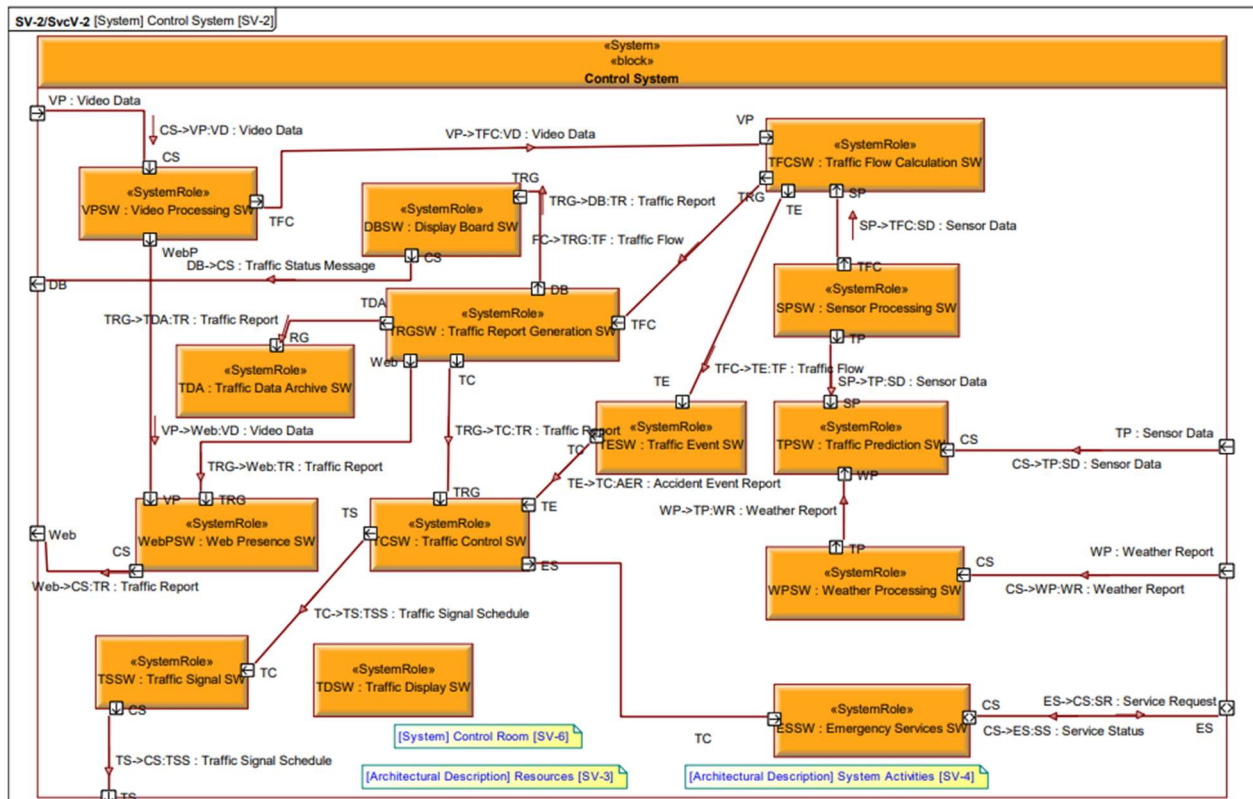 SV-2/SvcV-2 [System] Control System [SV-2]
«System»
«block»
Control System
VP : Video Data
CS->VP:VD : Video Data
CS
«SystemRole»
VPSW : Video Processing SW
TFC
WebP
VP->TFC:VD : Video Data
VP
«SystemRole»
TFCSW : Traffic Flow Calculation SW
TRG
TE
SP
TRG
«SystemRole»
DBSW : Display Board SW
CS
TRG->DB:TR : Traffic Report
FC->TRG:TF : Traffic Flow
SP->TFC:SD : Sensor Data
DB->CS : Traffic Status Message
DB
TFC
«SystemRole»
SPSW : Sensor Processing SW
TP
TDA
DB
«SystemRole»
TRGSW : Traffic Report Generation SW
TFC
Web
TC
TRG->TDA:TR : Traffic Report
RG
«SystemRole»
TDA : Traffic Data Archive SW
TFC->TE:TF : Traffic Flow
SP->TP:SD : Sensor Data
TE
«SystemRole»
TESW : Traffic Event SW
TC
SP
«SystemRole»
TPSW : Traffic Prediction SW
CS
WP
TP : Sensor Data
CS->TP:SD : Sensor Data
VP->Web:VD : Video Data
TRG->TC:TR : Traffic Report
TRG->Web:TR : Traffic Report
TE->TC:AER : Accident Event Report
WP->TP:WR : Weather Report
VP
TRG
«SystemRole»
WebPSW : Web Presence SW
CS
Web
Web->CS:TR : Traffic Report
TRG
TE
TS
«SystemRole»
TCSW : Traffic Control SW
ES
TP
«SystemRole»
WPSW : Weather Processing SW
CS
WP : Weather Report
CS->WP:WR : Weather Report
TC->TS:TSS : Traffic Signal Schedule
«SystemRole»
TSSW : Traffic Signal SW
TC
CS
«SystemRole»
TDSW : Traffic Display SW
TC
«SystemRole»
ESSW : Emergency Services SW
CS
ES->CS:SR : Service Request
CS->ES:SS : Service Status
ES
[System] Control Room [SV-6]
TS->CS:TSS : Traffic Signal Schedule
[Architectural Description] Resources [SV-3]
[Architectural Description] System Activities [SV-4]
TS